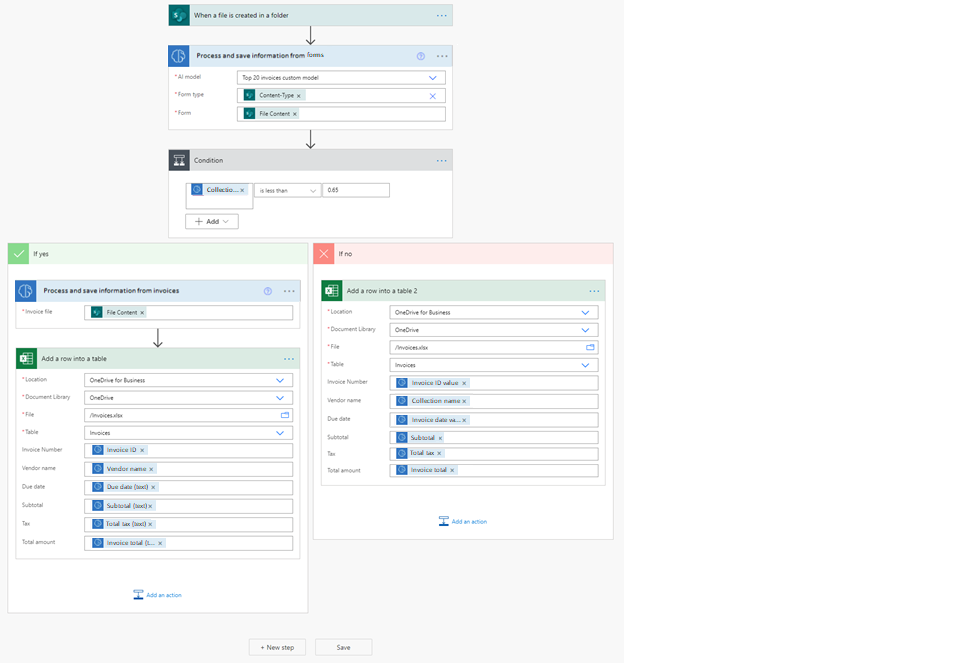 When a file is created in a folder
Process and save information from forms
* AI model
Top 20 invoices custom model
* Form type
Content-Type ×
* Form
File Content ×
Condition
Collectio... ×
is less than
0.65
+ Add
If yes
Process and save information from invoices
* Invoice file
File Content ×
Add a row into a table
* Location
OneDrive for Business
* Document Library
OneDrive
* File
/Invoices.xlsx
* Table
Invoices
Invoice Number
Invoice ID ×
Vendor name
Vendor name ×
Due date
Due date (text) ×
Subtotal
Subtotal (text) ×
Tax
Total tax (text) ×
Total amount
Invoice total (t... ×
Add an action
If no
Add a row into a table 2
* Location
OneDrive for Business
* Document Library
OneDrive
* File
/Invoices.xlsx
* Table
Invoices
Invoice Number
Invoice ID value ×
Vendor name
Collection name ×
Due date
Invoice date va... ×
Subtotal
Subtotal ×
Tax
Total tax ×
Total amount
Invoice total ×
Add an action
+ New step
Save